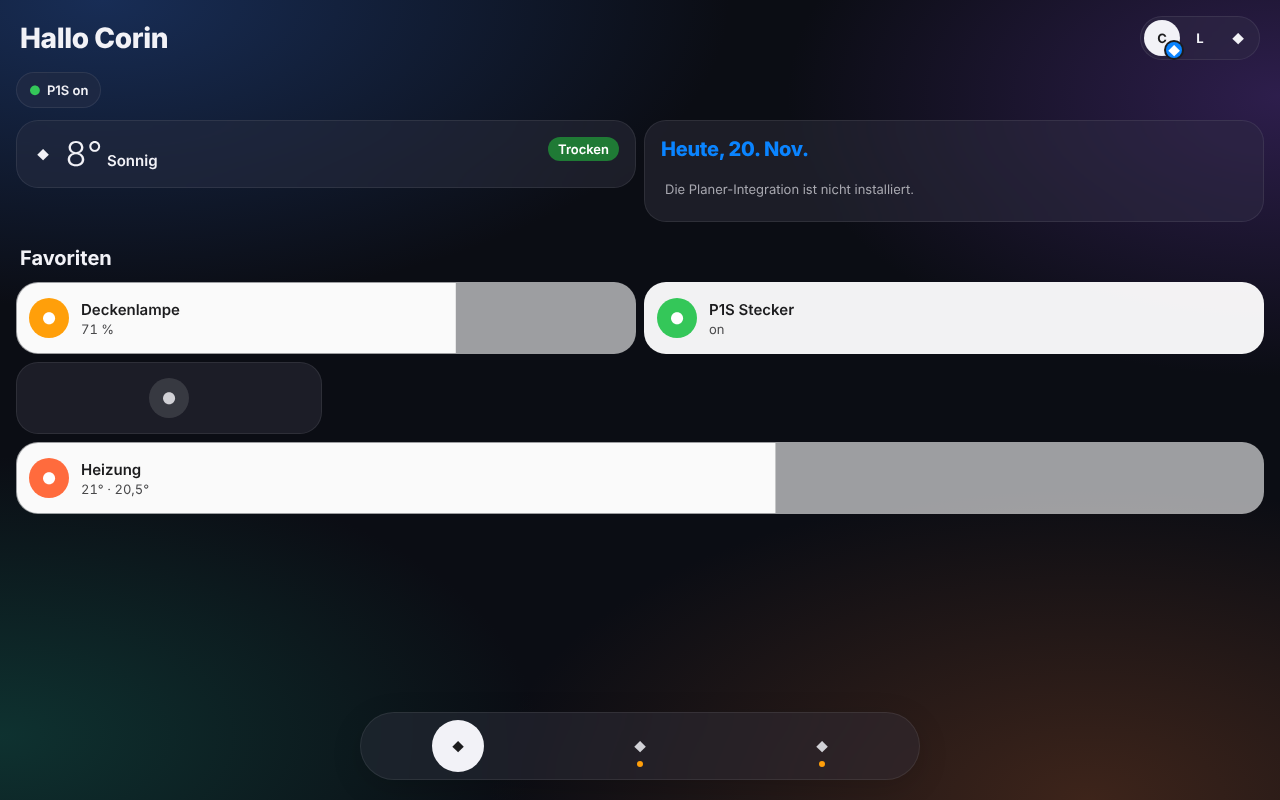 Hallo Corin
C
L
P1S on
8° Sonnig
Trocken
Heute, 20. Nov.
Die Planer-Integration ist nicht installiert.
Favoriten
Deckenlampe
71 %
P1S Stecker
on
Heizung
21° · 20,5°